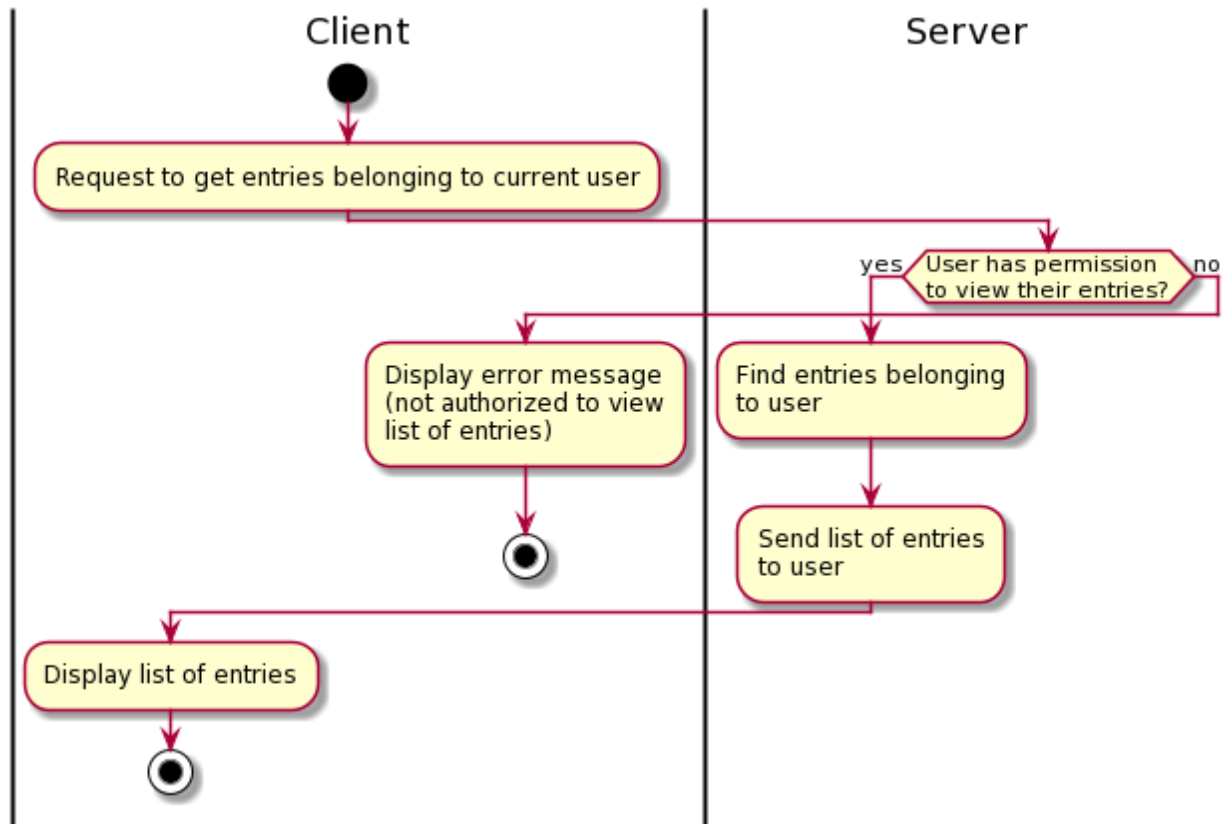 Client
Server
Request to get entries belonging to current user
yes
User has permission
to view their entries?
no
Display error message
(not authorized to view
list of entries)
Find entries belonging
to user
Send list of entries
to user
Display list of entries